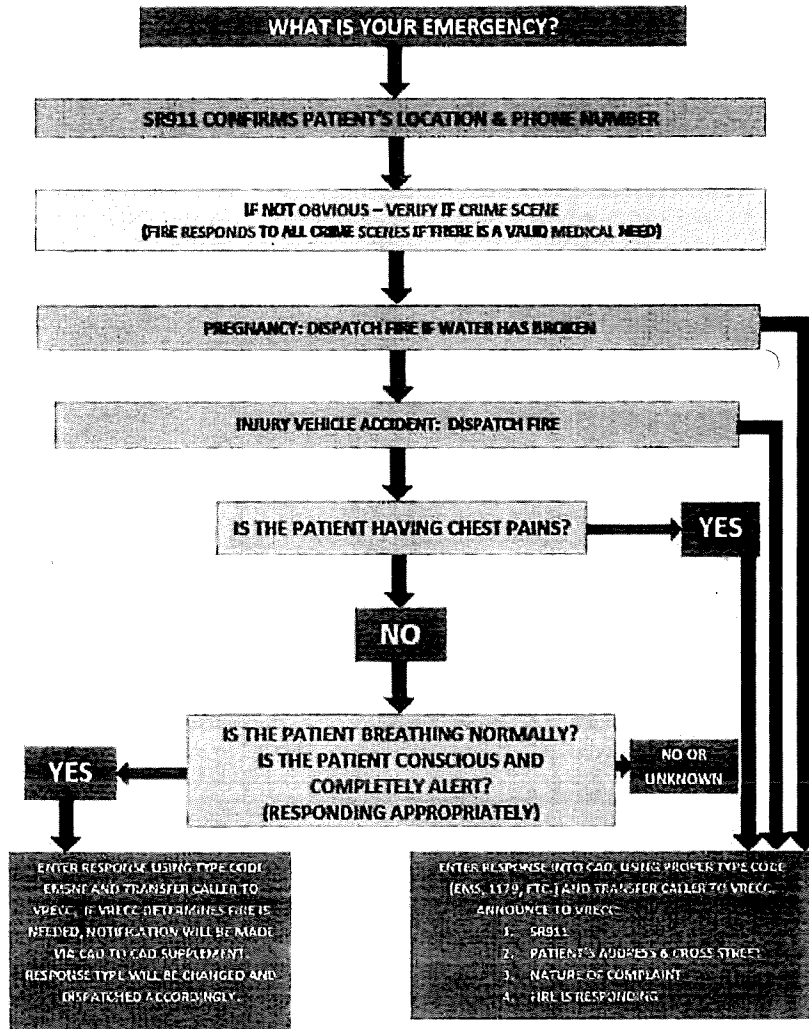 WHAT IS YOUR EMERGENCY?
SR911 CONFIRMS PATIENT'S LOCATION & PHONE NUMBER
IF NOT OBVIOUS – VERIFY IF CRIME SCENE
(FIRE RESPONDS TO ALL CRIME SCENES IF THERE IS A VALID MEDICAL NEED)
PREGNANCY: DISPATCH FIRE IF WATER HAS BROKEN
INJURY VEHICLE ACCIDENT: DISPATCH FIRE
IS THE PATIENT HAVING CHEST PAINS?
YES
NO
IS THE PATIENT BREATHING NORMALLY?
IS THE PATIENT CONSCIOUS AND
COMPLETELY ALERT?
(RESPONDING APPROPRIATELY)
YES
NO OR
UNKNOWN
ENTER RESPONSE USING TYPE CODE
EMSNF AND TRANSFER CALLER TO
VRECC. IF VRECC DETERMINES FIRE IS
NEEDED, NOTIFICATION WILL BE MADE
VIA CAD TO CAD SUPPLEMENT.
RESPONSE TYPE WILL BE CHANGED AND
DISPATCHED ACCORDINGLY.
ENTER RESPONSE INTO CAD, USING PROPER TYPE CODE
(EMS, 1179, ETC.) AND TRANSFER CALLER TO VRECC.
ANNOUNCE TO VRECC:
1. SR911
2. PATIENT'S ADDRESS & CROSS STREET
3. NATURE OF COMPLAINT
4. FIRE IS RESPONDING